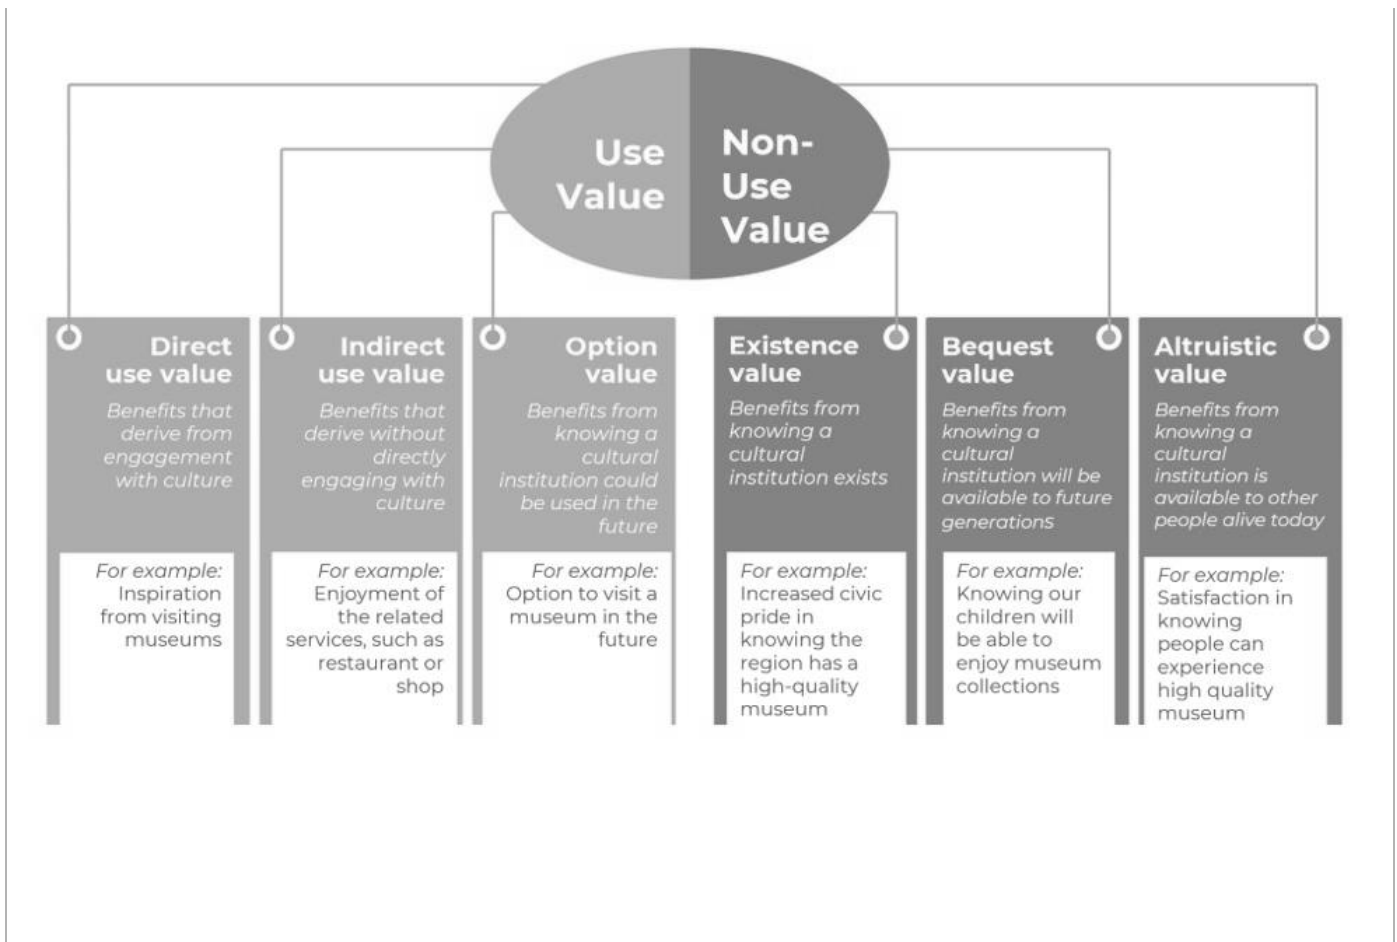 Use
Value
Non-
Use
Value
Direct
use value
Benefits that
derive from
engagement
with culture
For example:
Inspiration
from visiting
museums
Indirect
use value
Benefits that
derive without
directly
engaging with
culture
For example:
Enjoyment of
the related
services, such as
restaurant or
shop
Option
value
Benefits from
knowing a
cultural
institution could
be used in the
future
For example:
Option to visit a
museum in the
future
Existence
value
Benefits from
knowing a
cultural
institution exists
For example:
Increased civic
pride in
knowing the
region has a
high-quality
museum
Bequest
value
Benefits from
knowing a
cultural
institution will be
available to future
generations
For example:
Knowing our
children will
be able to
enjoy museum
collections
Altruistic
value
Benefits from
knowing a
cultural
institution is
available to other
people alive today
For example:
Satisfaction in
knowing
people can
experience
high quality
museum